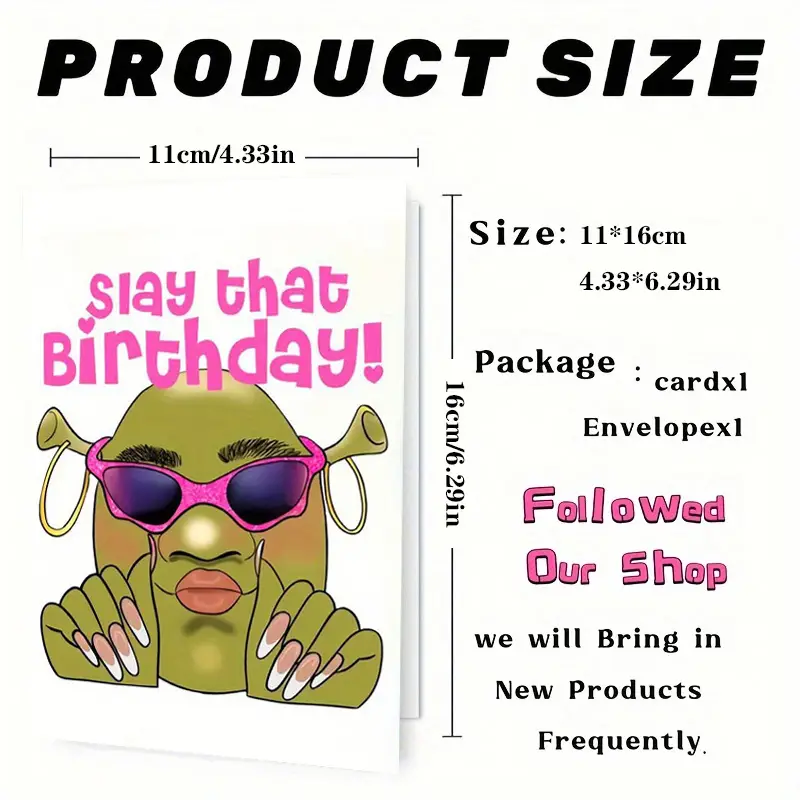 PRODUCT SIZE
11cm/4.33in
slay that
Birthday!
16cm/6.29in
Size: 11*16cm
4.33*6.29in
Package : cardx1
Envelopex1
Followed
Our Shop
we will Bring in
New Products
Frequently.